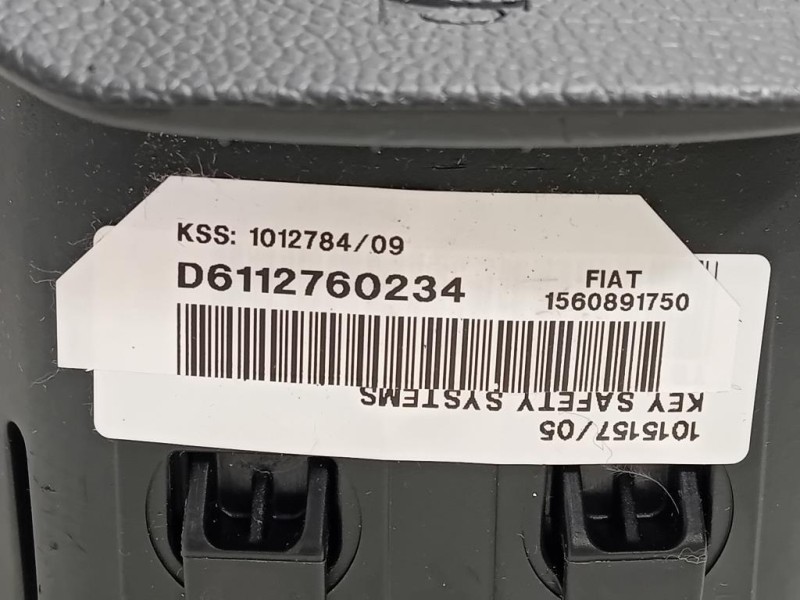 KSS: 1012784/09
D6112760234
FIAT
1560891750
KEY SAFETY SYSTEMS
1015157/05